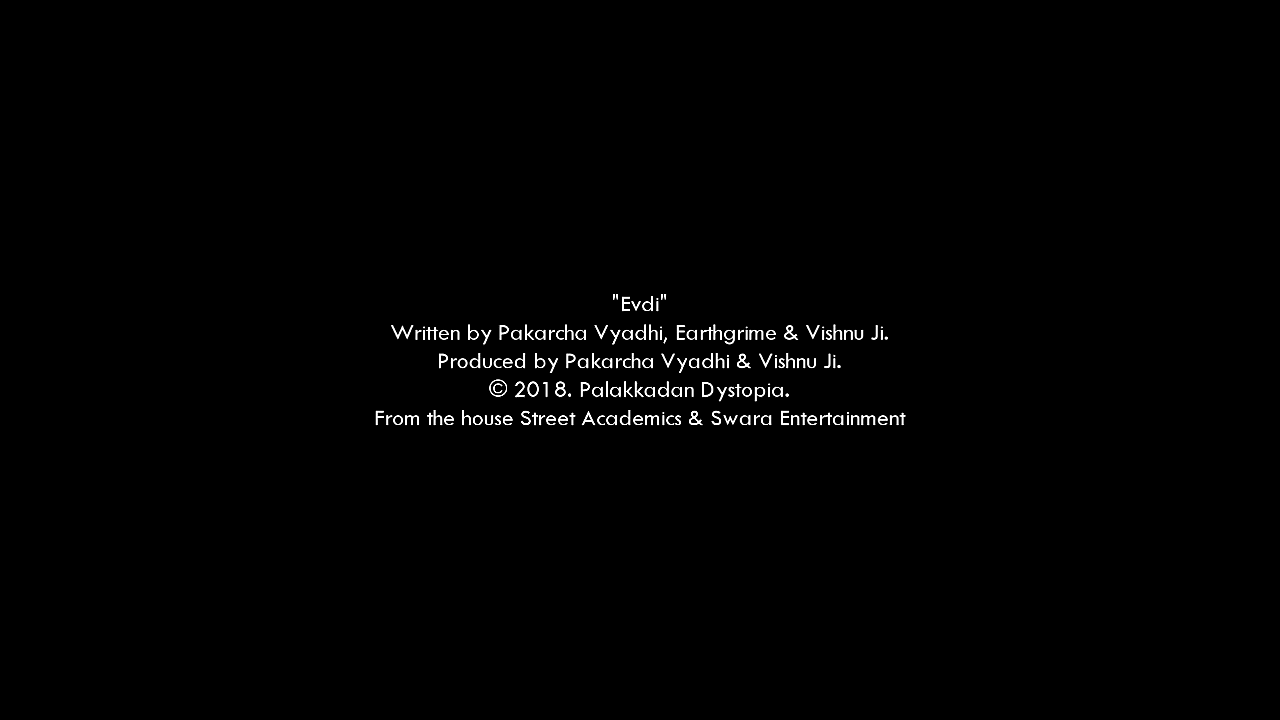 "Evdi"
Written by Pakarcha Vyadhi, Earthgrime & Vishnu Ji.
Produced by Pakarcha Vyadhi & Vishnu Ji.
© 2018. Palakkadan Dystopia.
From the house Street Academics & Swara Entertainment